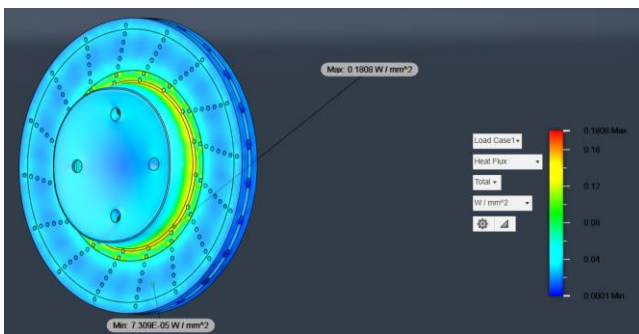 Max: 0.1808 W / mm^2
Load Case1
Heat Flux
Total
W / mm^2
0.1808 Max
0.16
0.12
0.08
0.04
0.0001 Min
Min: 7.309E-05 W / mm^2